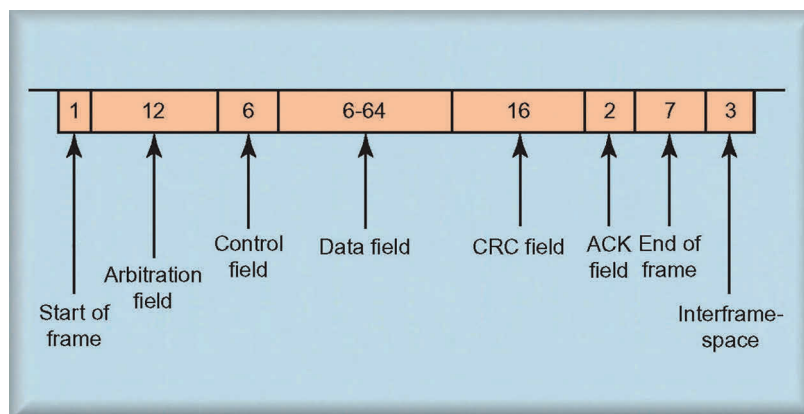 1 12 6 6-64 16 2 7 3
Start of
frame
Arbitration
field
Control
field
Data field
CRC field
ACK
field
End of
frame
Interframe-
space